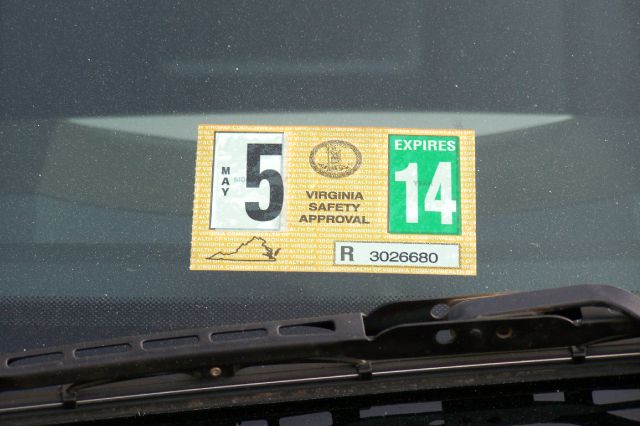 MAY 5
EXPIRES
14
VIRGINIA
SAFETY
APPROVAL
R 3026680